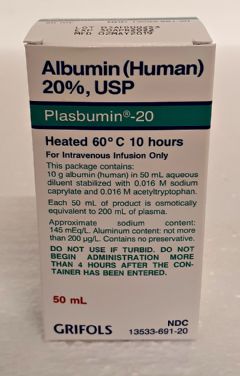 MFD 02MAY2019
Albumin (Human)
20%, USP
Plasbumin®-20
Heated 60° C 10 hours
For Intravenous Infusion Only
This package contains:
10 g albumin (human) in 50 mL aqueous
diluent stabilized with 0.016 M sodium
caprylate and 0.016 M acetyltryptophan.
Each 50 mL of product is osmotically
equivalent to 200 mL of plasma.
Approximate sodium content:
145 mEq/L. Aluminum content: not more
than 200 μg/L. Contains no preservative.
DO NOT USE IF TURBID. DO NOT
BEGIN ADMINISTRATION MORE
THAN 4 HOURS AFTER THE CON-
TAINER HAS BEEN ENTERED.
50 mL
GRIFOLS
NDC
13533-691-20